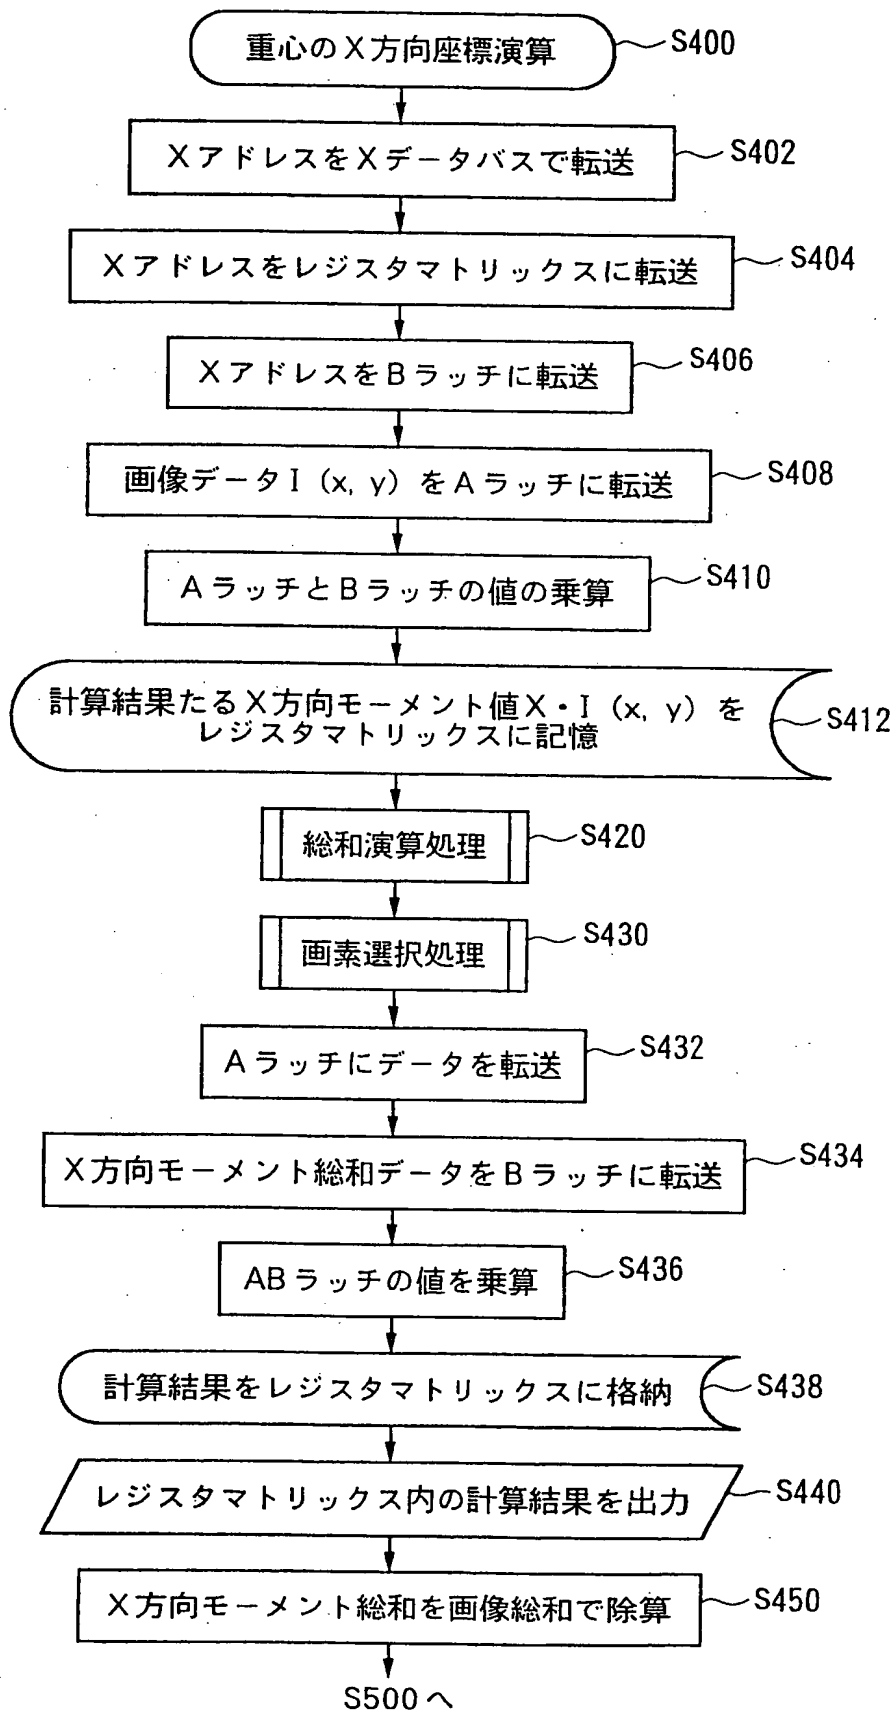 重心のX方向座標演算
S400
XアドレスをXデータバスで転送
S402
Xアドレスをレジスタマトリックスに転送
S404
XアドレスをBラッチに転送
S406
画像データI (x, y) をAラッチに転送
S408
AラッチとBラッチの値の乗算
S410
計算結果たるX方向モーメント値X・I (x, y) を
レジスタマトリックスに記憶
S412
総和演算処理
S420
画素選択処理
S430
Aラッチにデータを転送
S432
X方向モーメント総和データをBラッチに転送
S434
ABラッチの値を乗算
S436
計算結果をレジスタマトリックスに格納
S438
レジスタマトリックス内の計算結果を出力
S440
X方向モーメント総和を画像総和で除算
S450
S500へ